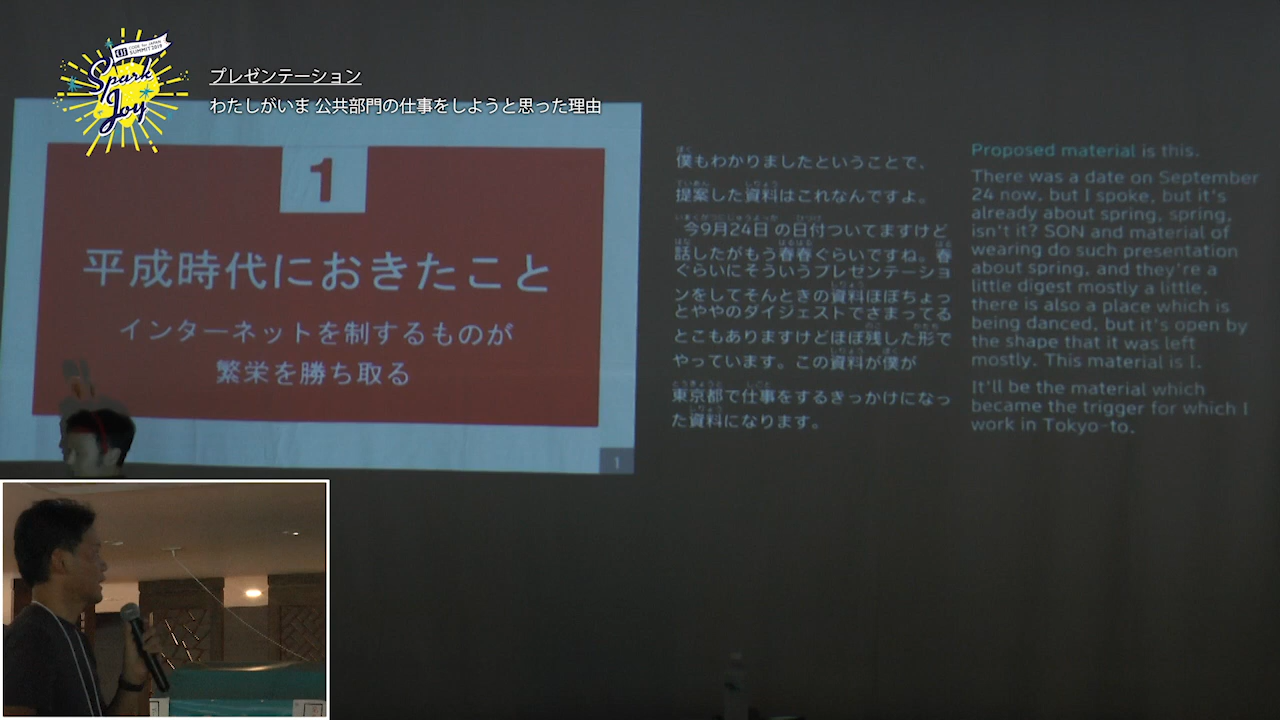 CODE for JAPAN
SUMMIT 2019
Spark
Joy
プレゼンテーション
わたしがいま 公共部門の仕事をしようと思った理由
1
平成時代におきたこと
インターネットを制するものが
繁栄を勝ち取る
1
僕もわかりましたということで、
提案した資料はこれなんですよ。
今9月24日 の日付ついてますけど
話したがもう春春ぐらいですね。春
ぐらいにそういうプレゼンテーショ
ンをしてそんときの資料ほぼちょっ
とややのダイジェストでさまってる
とこもありますけどほぼ残した形で
やっています。この資料が僕が
東京都で仕事をするきっかけになっ
た資料になります。
Proposed material is this.
There was a date on September
24 now, but I spoke, but it's
already about spring, spring,
isn't it? SON and material of
wearing do such presentation
about spring, and they're a
little digest mostly a little,
there is also a place which is
being danced, but it's open by
the shape that it was left
mostly. This material is I.
It'll be the material which
became the trigger for which I
work in Tokyo-to.